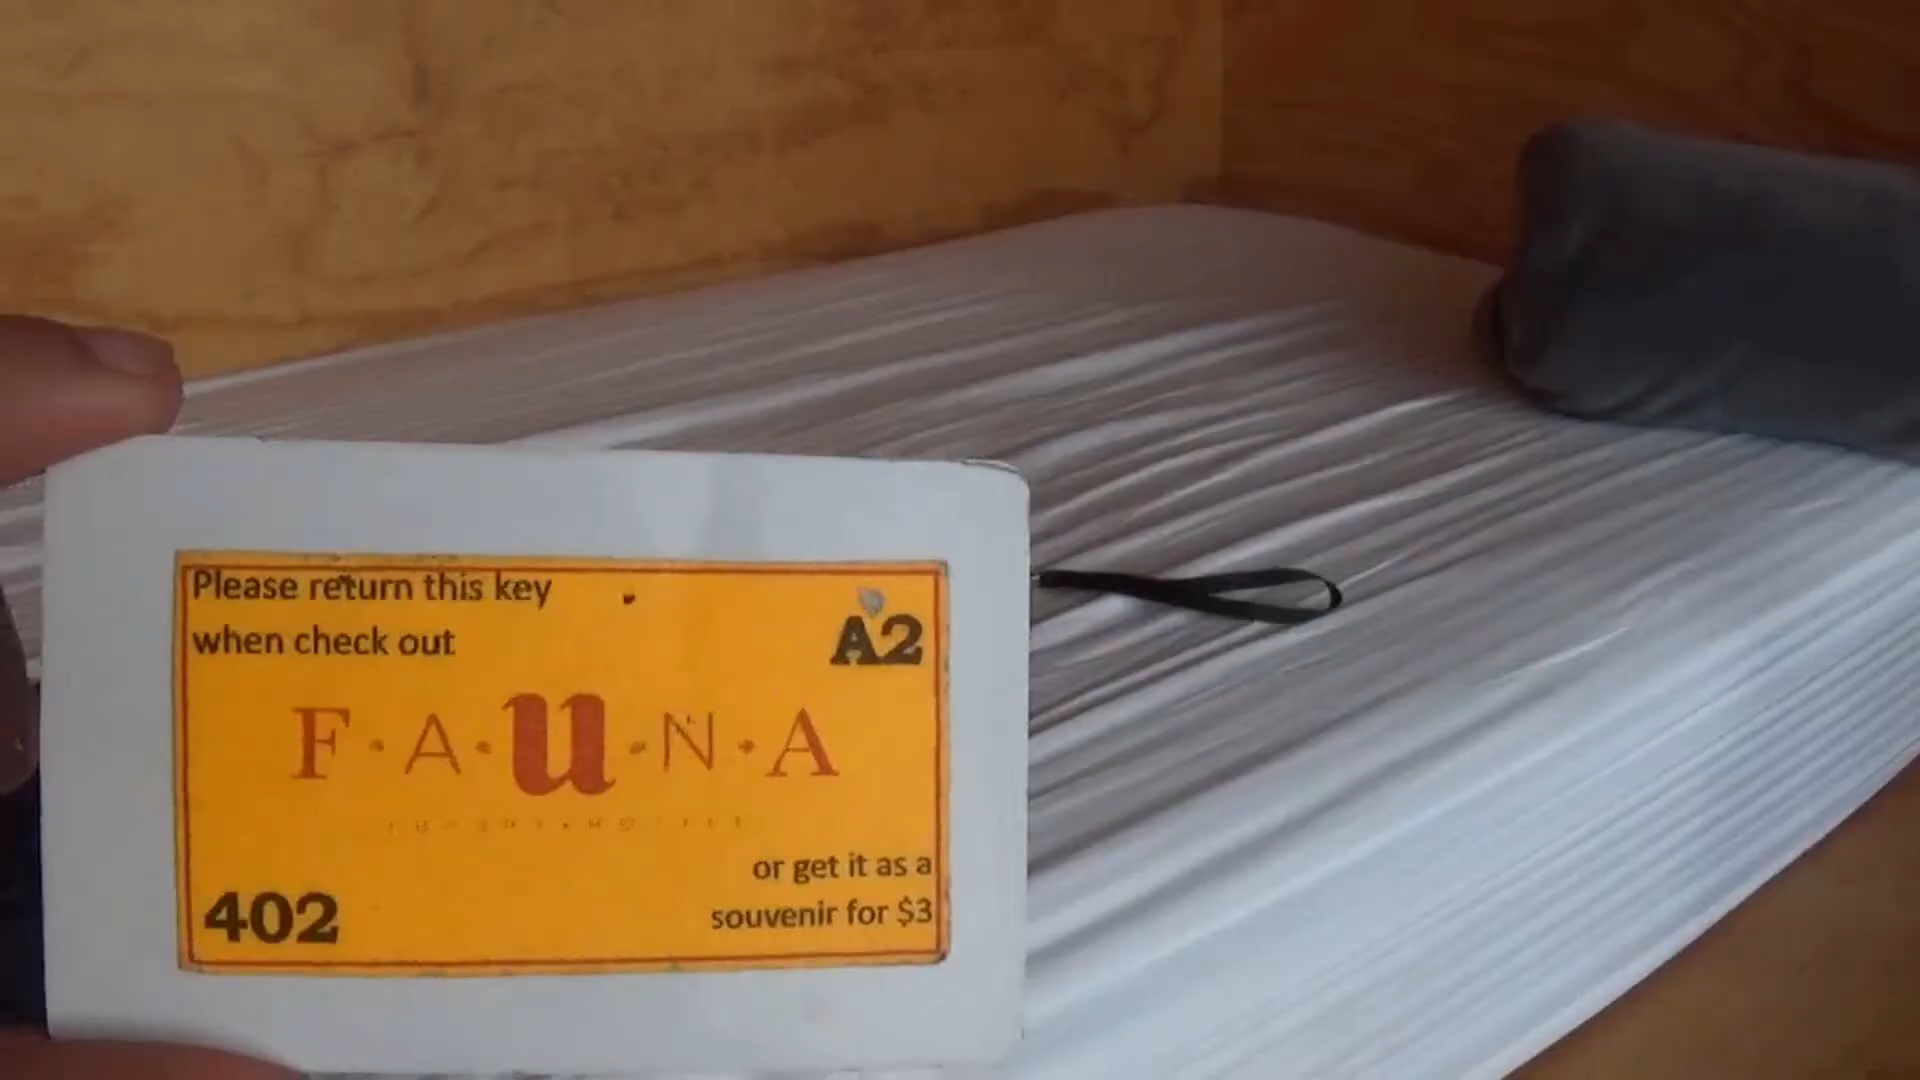 Please return this key
when check out
A2
F·A·U·N·A
or get it as a
souvenir for $3
402